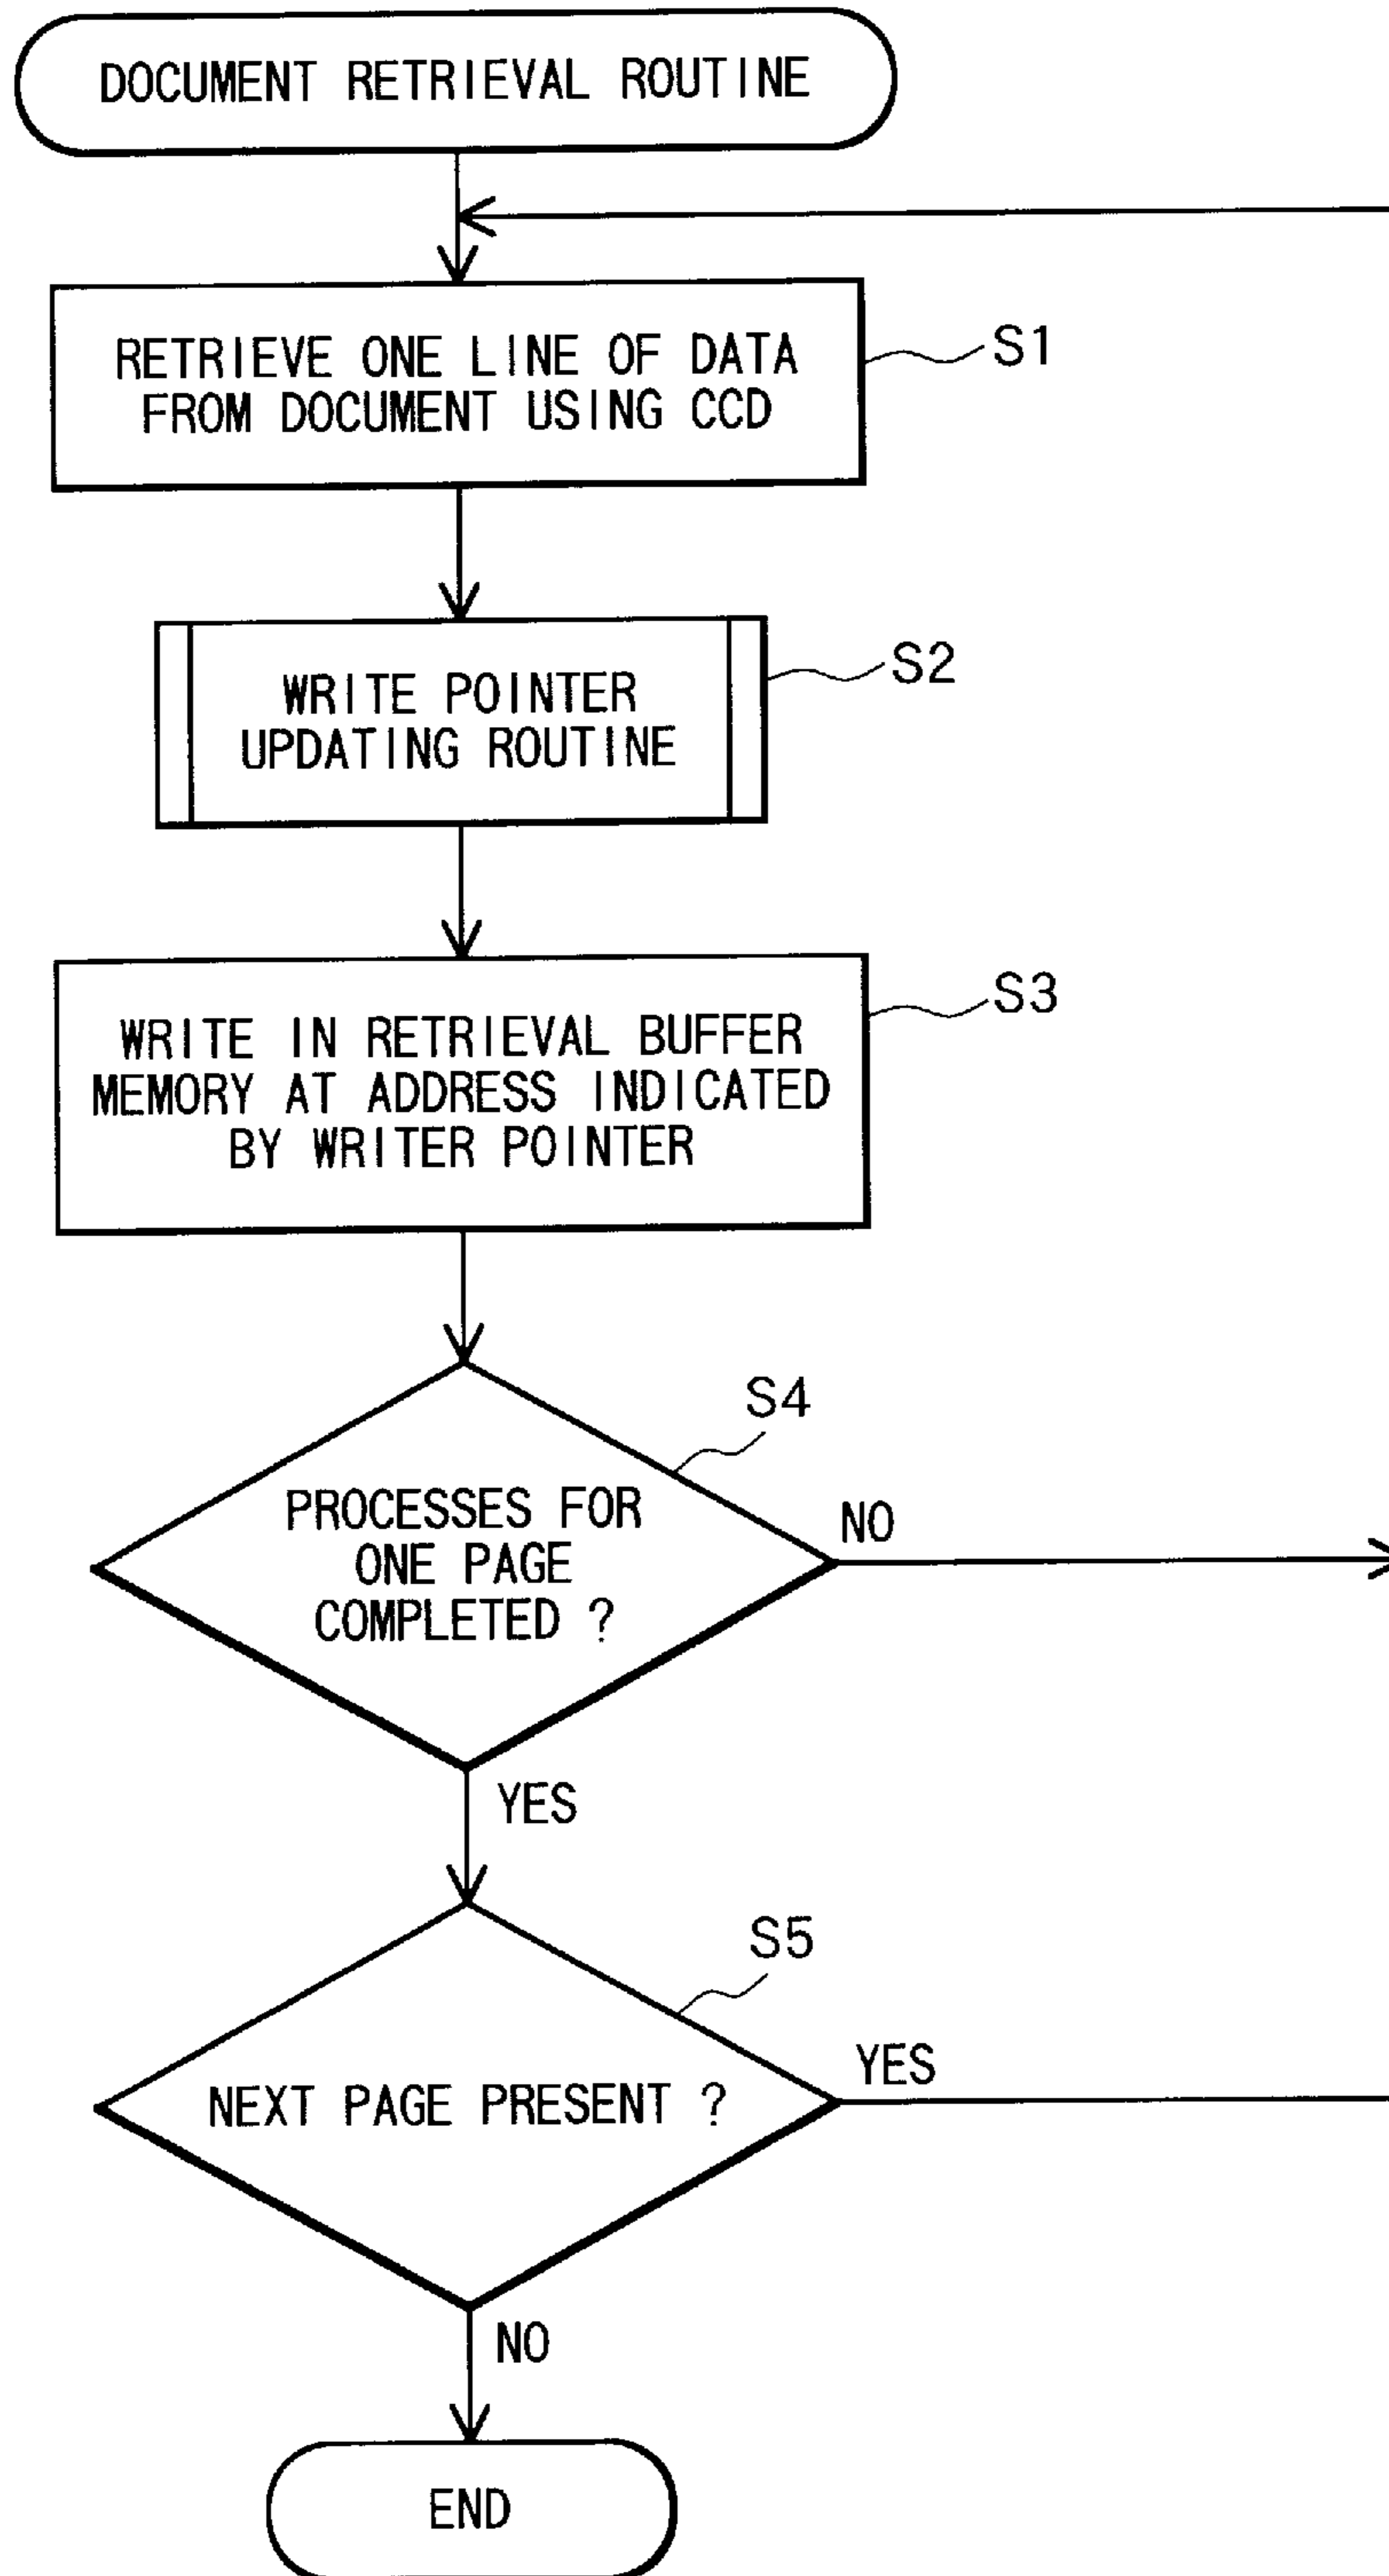 DOCUMENT RETRIEVAL ROUTINE
RETRIEVE ONE LINE OF DATA
FROM DOCUMENT USING CCD
S1
WRITE POINTER
UPDATING ROUTINE
S2
WRITE IN RETRIEVAL BUFFER
MEMORY AT ADDRESS INDICATED
BY WRITER POINTER
S3
S4
PROCESSES FOR
ONE PAGE
COMPLETED ?
NO
YES
S5
NEXT PAGE PRESENT ?
YES
NO
END